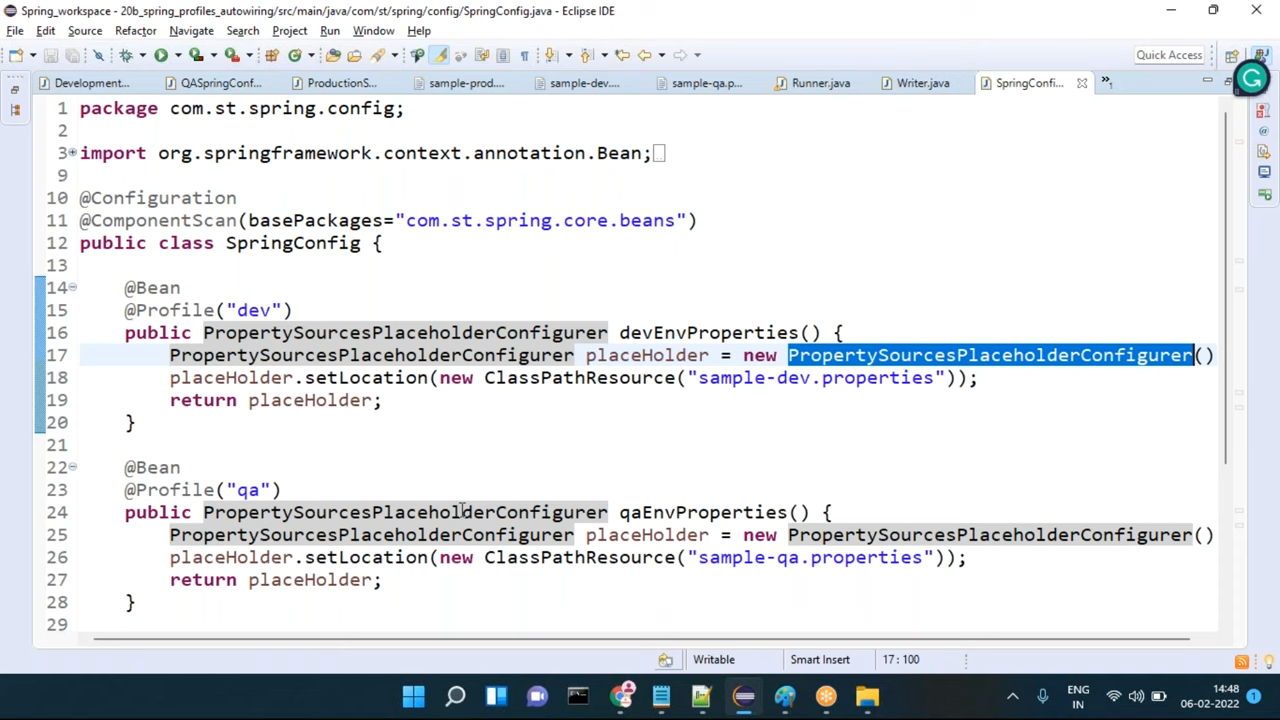 Spring_workspace - 20b_spring_profiles_autowiring/src/main/java/com/st/spring/config/SpringConfig.java - Eclipse IDE
File Edit Source Refactor Navigate Search Project Run Window Help
Quick Access
Development... QASpringConf... ProductionS... sample-prod.... sample-dev.... sample-qa.p... Runner.java Writer.java SpringConfi... »1
1 package com.st.spring.config;
2
3 import org.springframework.context.annotation.Bean;
9
10 @Configuration
11 @ComponentScan(basePackages="com.st.spring.core.beans")
12 public class SpringConfig {
13
14 @Bean
15 @Profile("dev")
16 public PropertySourcesPlaceholderConfigurer devEnvProperties() {
17 PropertySourcesPlaceholderConfigurer placeHolder = new PropertySourcesPlaceholderConfigurer()
18 placeHolder.setLocation(new ClassPathResource("sample-dev.properties"));
19 return placeHolder;
20 }
21
22 @Bean
23 @Profile("qa")
24 public PropertySourcesPlaceholderConfigurer qaEnvProperties() {
25 PropertySourcesPlaceholderConfigurer placeHolder = new PropertySourcesPlaceholderConfigurer()
26 placeHolder.setLocation(new ClassPathResource("sample-qa.properties"));
27 return placeHolder;
28 }
29
Writable Smart Insert 17 : 100
ENG 14:48
IN 06-02-2022 1